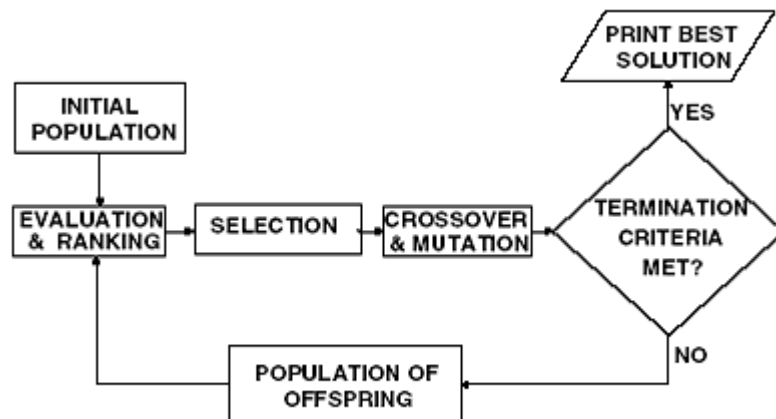 PRINT BEST
SOLUTION
INITIAL
POPULATION
YES
EVALUATION
& RANKING
SELECTION
CROSSOVER
& MUTATION
TERMINATION
CRITERIA
MET?
NO
POPULATION OF
OFFSPRING